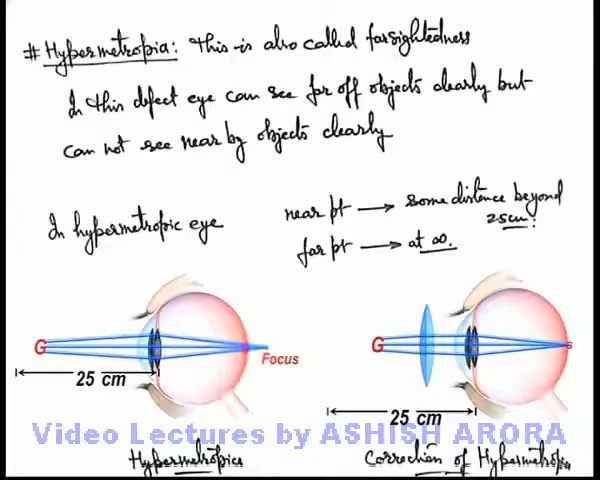 # Hypermetropia: This is also called farsightedness
In this defect eye can see far off objects clearly but
can not see near by objects clearly
In hypermetropic eye
near pt → some distance beyond
25cm.
far pt → at ∞.
G
Focus
25 cm
G
G
25 cm
Video Lectures by ASHISH ARORA
Hypermetropics
Correction of Hypermetropia